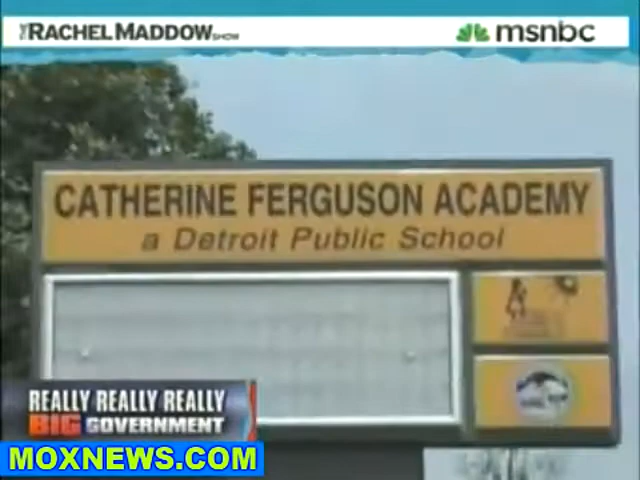 THE RACHEL MADDOW SHOW
msnbc
CATHERINE FERGUSON ACADEMY
a Detroit Public School
REALLY REALLY REALLY
BIG GOVERNMENT
MOXNEWS.COM